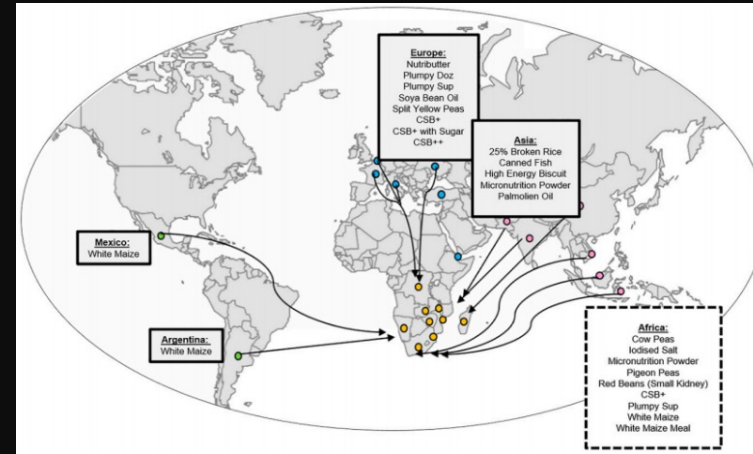 Europe:
Nutributter
Plumpy Doz
Plumpy Sup
Soya Bean Oil
Split Yellow Peas
CSB+
CSB+ with Sugar
CSB++
Asia:
25% Broken Rice
Canned Fish
High Energy Biscuit
Micronutrition Powder
Palmolien Oil
Mexico:
White Maize
Argentina:
White Maize
Africa:
Cow Peas
Iodised Salt
Micronutrition Powder
Pigeon Peas
Red Beans (Small Kidney)
CSB+
Plumpy Sup
White Maize
White Maize Meal